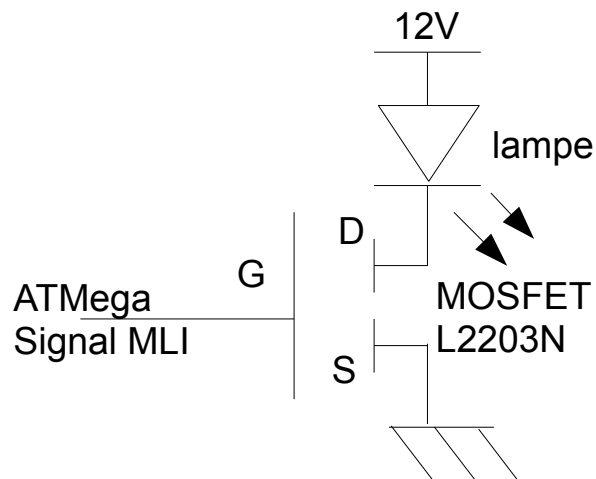 12V
lampe
D
G
ATMega
Signal MLI
MOSFET
L2203N
S